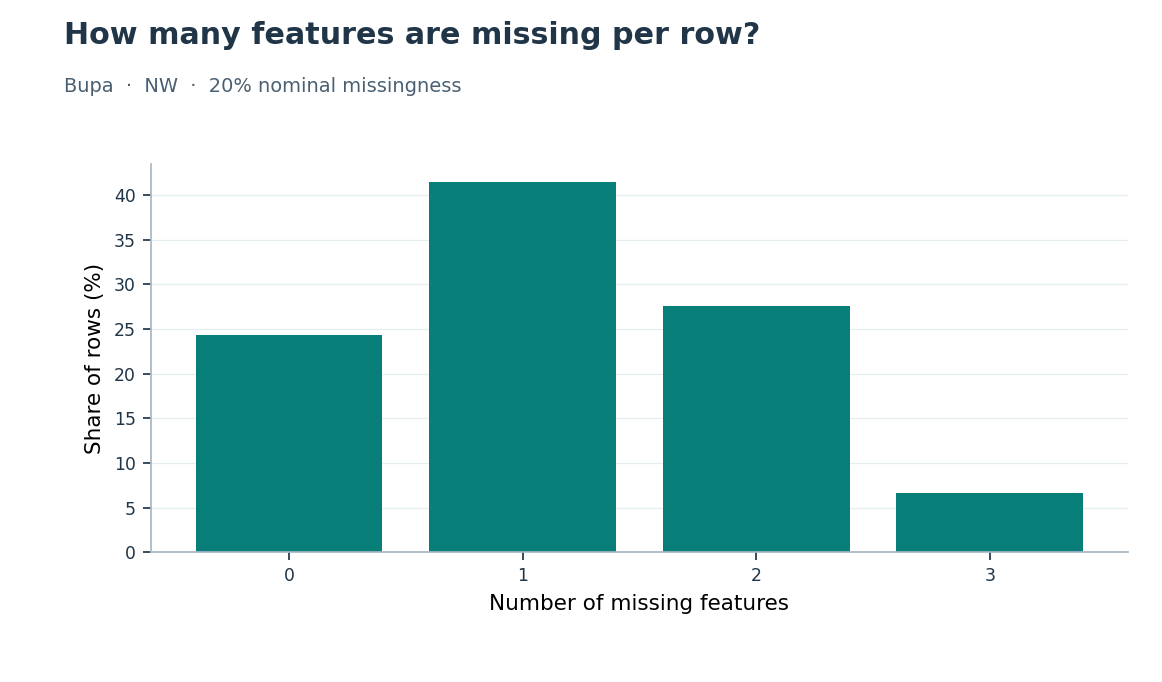 How many features are missing per row?
Bupa · NW · 20% nominal missingness
40
35
30
25
20
15
10
5
0
Share of rows (%)
0 1 2 3
Number of missing features